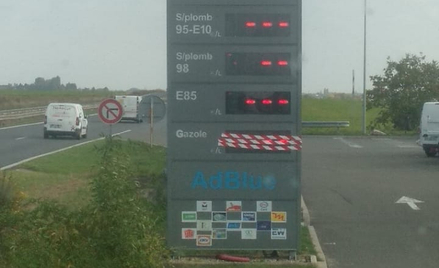 S/plomb
95-E10
€/L
S/plomb
98
€/L
E85
€/L
Gazole
AdBlue